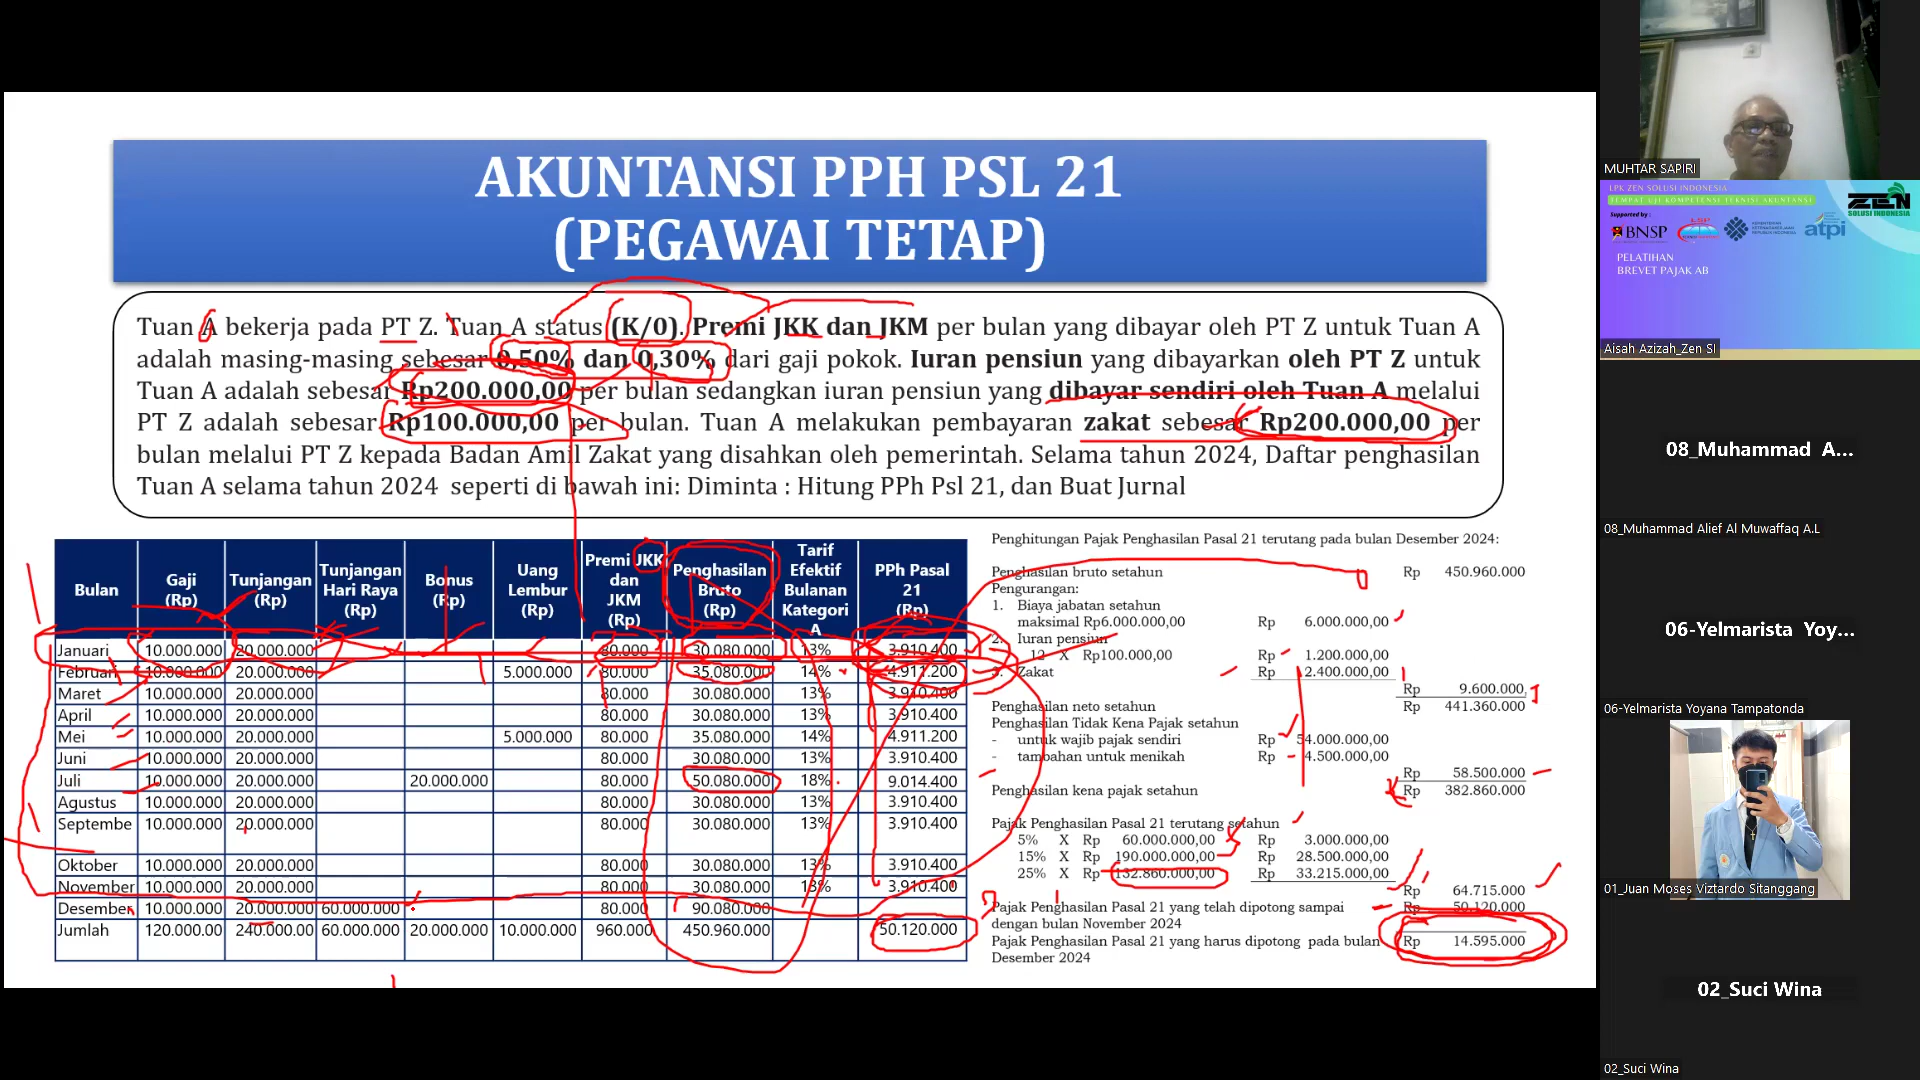 AKUNTANSI PPH PSL 21
(PEGAWAI TETAP)
Tuan A bekerja pada PT Z. Tuan A status (K/0). Premi JKK dan JKM per bulan yang dibayar oleh PT Z untuk Tuan A
adalah masing-masing sebesar 0,50% dan 0,30% dari gaji pokok. Iuran pensiun yang dibayarkan oleh PT Z untuk
Tuan A adalah sebesar Rp200.000,00 per bulan sedangkan iuran pensiun yang dibayar sendiri oleh Tuan A melalui
PT Z adalah sebesar Rp100.000,00 per bulan. Tuan A melakukan pembayaran zakat sebesar Rp200.000,00 per
bulan melalui PT Z kepada Badan Amil Zakat yang disahkan oleh pemerintah. Selama tahun 2024, Daftar penghasilan
Tuan A selama tahun 2024 seperti di bawah ini: Diminta : Hitung PPh Psl 21, dan Buat Jurnal
Bulan Gaji (Rp) Tunjangan (Rp) Tunjangan Hari Raya (Rp) Bonus (Rp) Uang Lembur (Rp) Premi JKK dan JKM (Rp) Penghasilan Bruto (Rp) Tarif Efektif Bulanan Kategori A PPh Pasal 21 (Rp)
Januari 10.000.000 20.000.000 80.000 30.080.000 13% 3.910.400
Februari 10.000.000 20.000.000 5.000.000 80.000 35.080.000 14% 4.911.200
Maret 10.000.000 20.000.000 80.000 30.080.000 13% 3.910.400
April 10.000.000 20.000.000 80.000 30.080.000 13% 3.910.400
Mei 10.000.000 20.000.000 5.000.000 80.000 35.080.000 14% 4.911.200
Juni 10.000.000 20.000.000 80.000 30.080.000 13% 3.910.400
Juli 10.000.000 20.000.000 20.000.000 80.000 50.080.000 18% 9.014.400
Agustus 10.000.000 20.000.000 80.000 30.080.000 13% 3.910.400
Septembe 10.000.000 20.000.000 80.000 30.080.000 13% 3.910.400
Oktober 10.000.000 20.000.000 80.000 30.080.000 13% 3.910.400
November 10.000.000 20.000.000 80.000 30.080.000 13% 3.910.400
Desember 10.000.000 20.000.000 60.000.000 80.000 90.080.000
Jumlah 120.000.00 240.000.00 60.000.000 20.000.000 10.000.000 960.000 450.960.000 50.120.000
Penghitungan Pajak Penghasilan Pasal 21 terutang pada bulan Desember 2024:
Penghasilan bruto setahun Rp 450.960.000
Pengurangan:
1. Biaya jabatan setahun
maksimal Rp6.000.000,00 Rp 6.000.000,00
2. Iuran pensiun
12 X Rp100.000,00 Rp 1.200.000,00
3. Zakat Rp 12.400.000,00
Rp 9.600.000
Penghasilan neto setahun Rp 441.360.000
Penghasilan Tidak Kena Pajak setahun
- untuk wajib pajak sendiri Rp 54.000.000,00
- tambahan untuk menikah Rp 4.500.000,00
Rp 58.500.000
Penghasilan kena pajak setahun Rp 382.860.000
Pajak Penghasilan Pasal 21 terutang setahun
5% X Rp 60.000.000,00 Rp 3.000.000,00
15% X Rp 190.000.000,00 Rp 28.500.000,00
25% X Rp 132.860.000,00 Rp 33.215.000,00
Rp 64.715.000
Pajak Penghasilan Pasal 21 yang telah dipotong sampai Rp 50.120.000
dengan bulan November 2024
Pajak Penghasilan Pasal 21 yang harus dipotong pada bulan Rp 14.595.000
Desember 2024
MUHTAR SAPIRI
LPK ZEN SOLUSI INDONESIA
TEMPAT UJI KOMPETENSI TEKNISI AKUNTANSI
ZEN
SOLUSI INDONESIA
Supported by :
BNSP
atpi
PELATIHAN
BREVET PAJAK AB
Aisah Azizah_Zen SI
08_Muhammad A...
08_Muhammad Alief Al Muwaffaq A.L
06-Yelmarista Yoy...
06-Yelmarista Yoyana Tampatonda
01_Juan Moses Viztardo Sitanggang
02_Suci Wina
02_Suci Wina